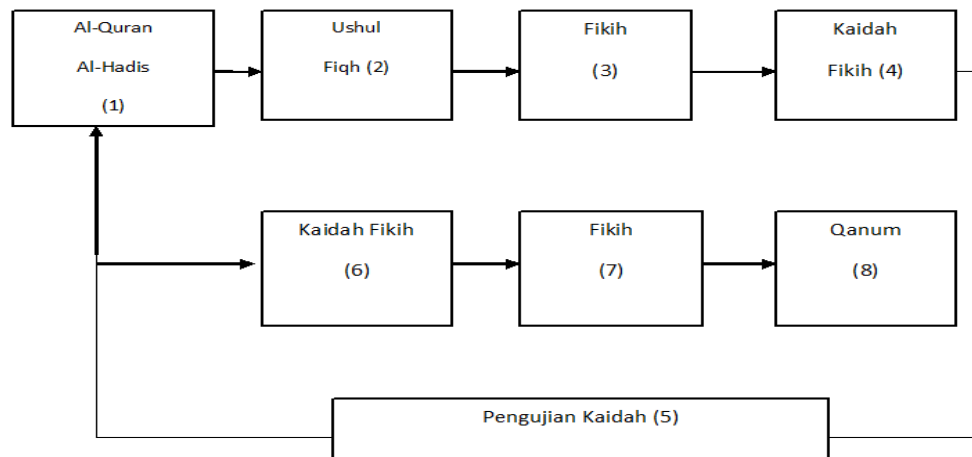 Al-Quran
Al-Hadis
(1)
Ushul
Fiqh (2)
Fikih
(3)
Kaidah
Fikih (4)
Kaidah Fikih
(6)
Fikih
(7)
Qanum
(8)
Pengujian Kaidah (5)